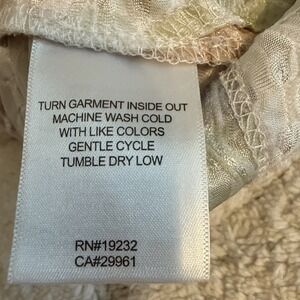 TURN GARMENT INSIDE OUT
MACHINE WASH COLD
WITH LIKE COLORS
GENTLE CYCLE
TUMBLE DRY LOW
RN#19232
CA#29961